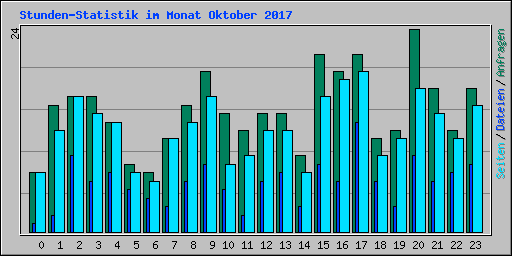 Stunden-Statistik im Monat Oktober 2017
24
Seiten / Dateien / Anfragen
0 1 2 3 4 5 6 7 8 9 10 11 12 13 14 15 16 17 18 19 20 21 22 23